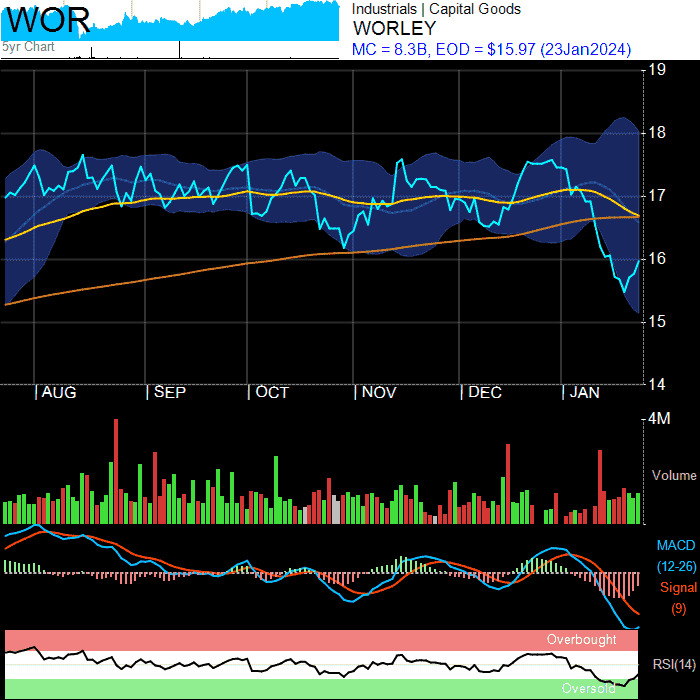 WOR
5yr Chart
Industrials | Capital Goods
WORLEY
MC = 8.3B, EOD = $15.97 (23Jan2024)
19
18
17
16
15
14
| AUG | SEP | OCT | NOV | DEC | JAN
4M
Volume
MACD
(12-26)
Signal
(9)
Overbought
RSI(14)
Oversold